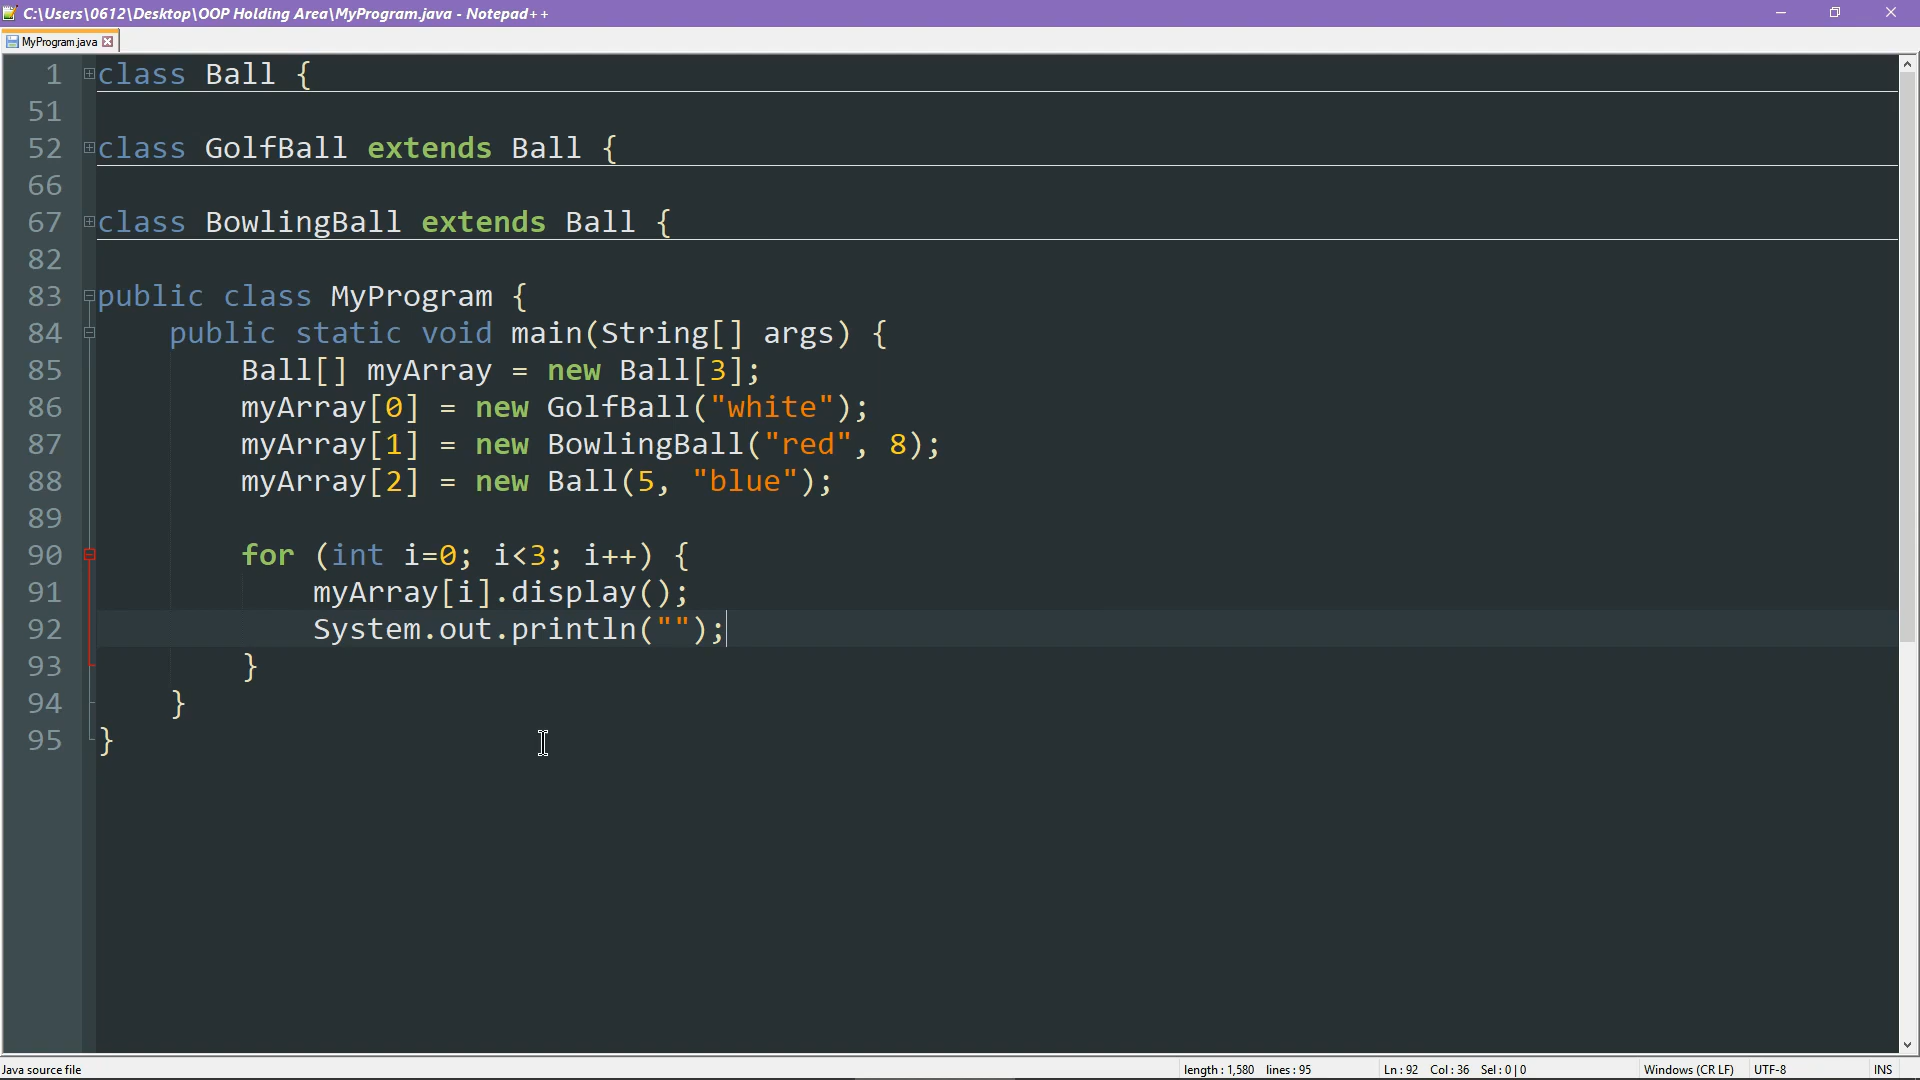 C:\Users\0612\Desktop\OOP Holding Area\MyProgram.java - Notepad++
MyProgram.java
1 class Ball {
51
52 class GolfBall extends Ball {
66
67 class BowlingBall extends Ball {
82
83 public class MyProgram {
84     public static void main(String[] args) {
85         Ball[] myArray = new Ball[3];
86         myArray[0] = new GolfBall("white");
87         myArray[1] = new BowlingBall("red", 8);
88         myArray[2] = new Ball(5, "blue");
89
90         for (int i=0; i<3; i++) {
91             myArray[i].display();
92             System.out.println("");
93         }
94     }
95 }
Java source file length : 1,580 lines : 95 Ln : 92 Col : 36 Sel : 0 | 0 Windows (CR LF) UTF-8 INS